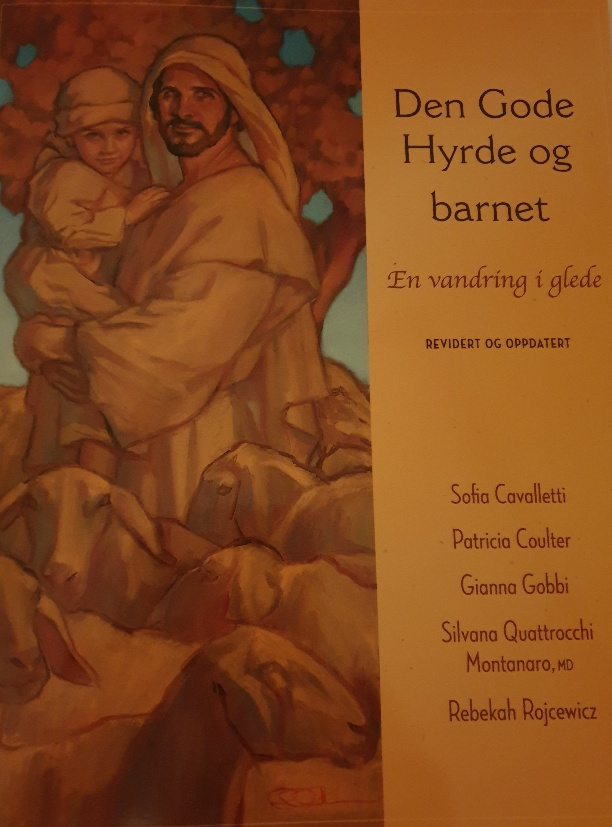 Den Gode
Hyrde og
barnet
En vandring i glede
REVIDERT OG OPPDATERT
Sofia Cavalletti
Patricia Coulter
Gianna Gobbi
Silvana Quattrocchi
Montanaro, MD
Rebekah Rojcewicz